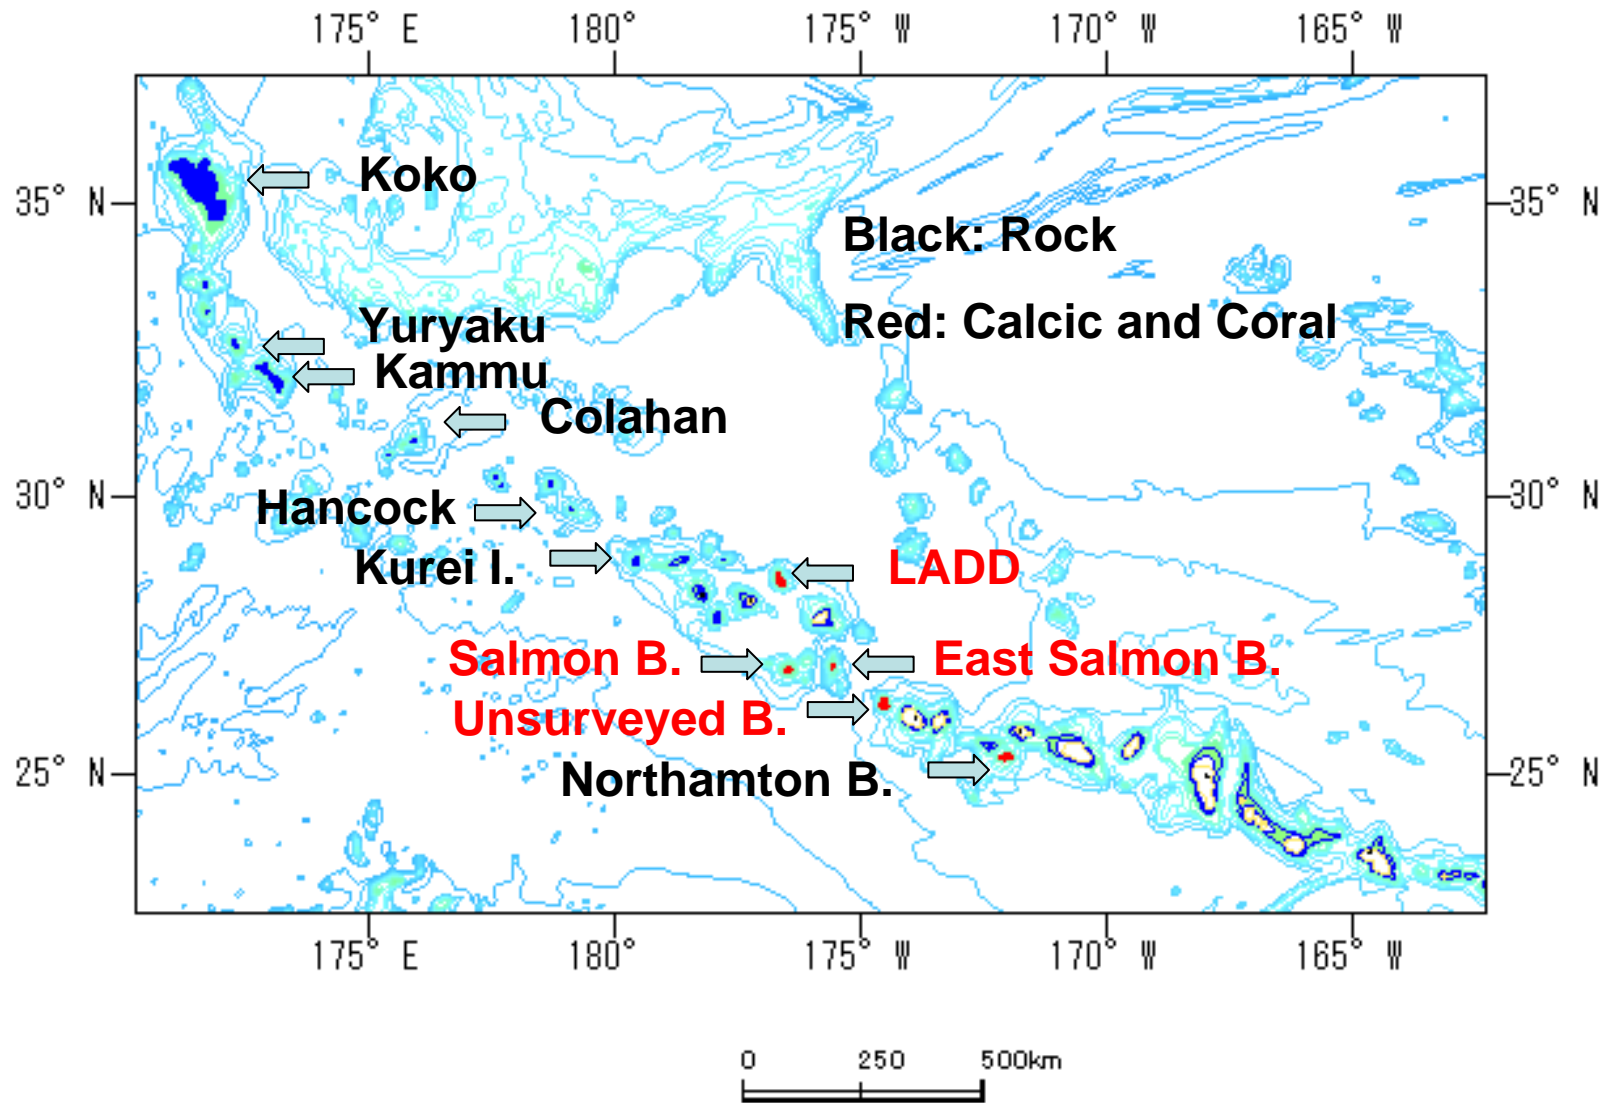 175° E 180° 175° W 170° W 165° W
Koko
35° N 35° N
Black: Rock
Red: Calcic and Coral
Yuryaku
Kammu
Colahan
30° N 30° N
Hancock
Kurei I. LADD
Salmon B. East Salmon B.
Unsurveyed B.
Northamton B.
25° N 25° N
175° E 180° 175° W 170° W 165° W
0 250 500km